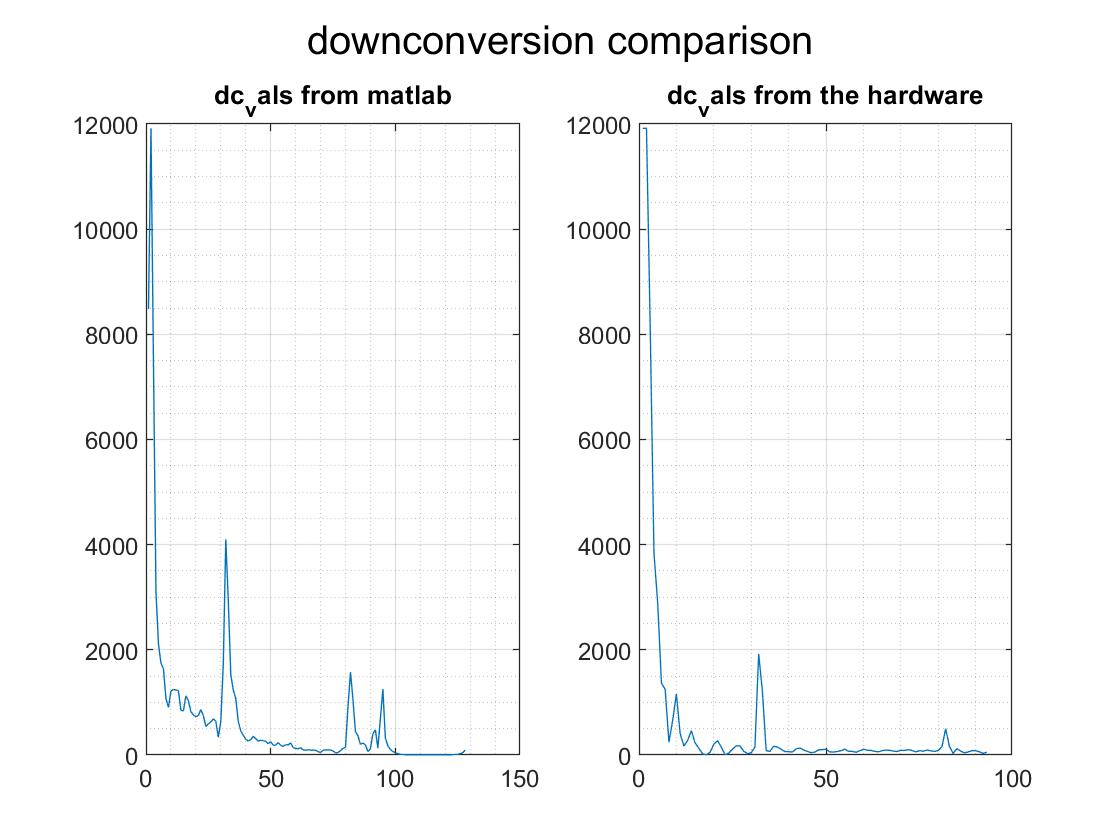 downconversion comparison
dc_vals from matlab
12000
10000
8000
6000
4000
2000
0
0 50 100 150
dc_vals from the hardware
12000
10000
8000
6000
4000
2000
0
0 50 100